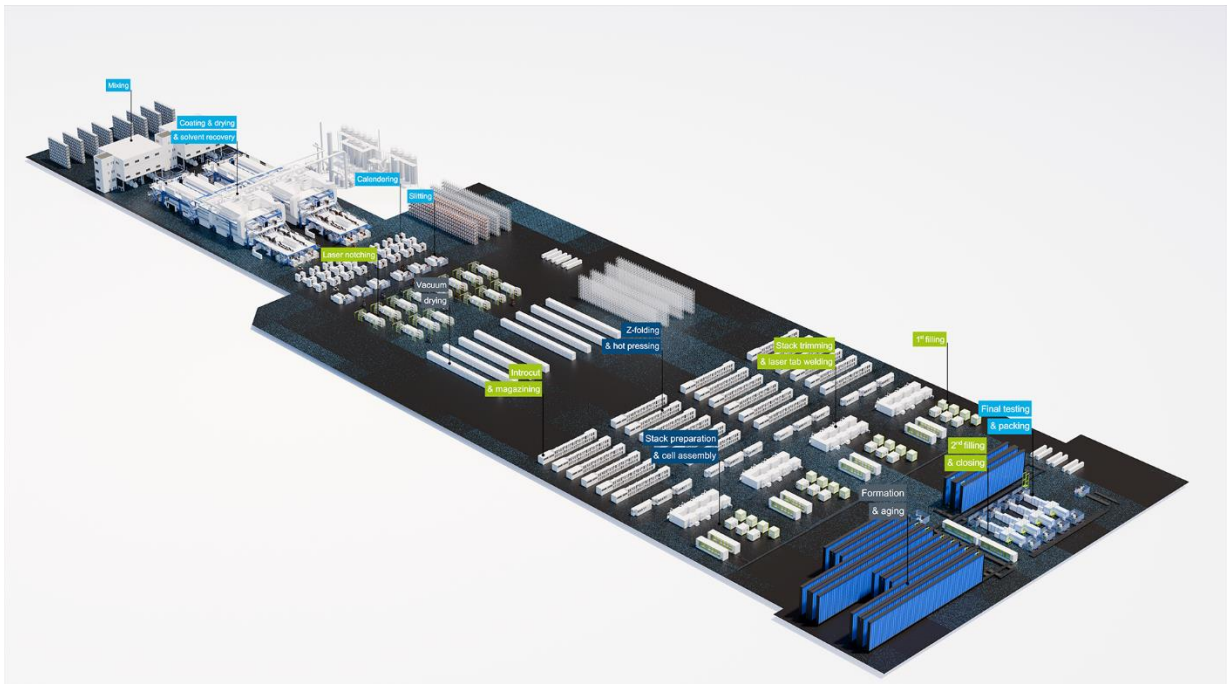 Mixing
Coating & drying
& solvent recovery
Calendering
Slitting
Laser notching
Vacuum
drying
Introcut
& magazining
Z-folding
& hot pressing
Stack trimming
& laser tab welding
Stack preparation
& cell assembly
1st filling
Final testing
& packing
2nd filling
& closing
Formation
& aging